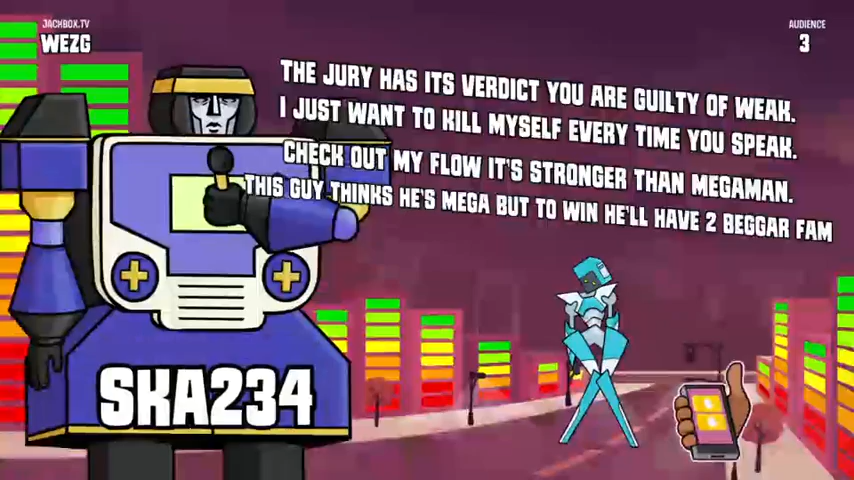 JACKBOX.TV
WEZG
AUDIENCE
3
THE JURY HAS ITS VERDICT YOU ARE GUILTY OF WEAK.
I JUST WANT TO KILL MYSELF EVERY TIME YOU SPEAK.
CHECK OUT MY FLOW IT'S STRONGER THAN MEGAMAN.
THIS GUY THINKS HE'S MEGA BUT TO WIN HE'LL HAVE 2 BEGGAR FAM
SKA234